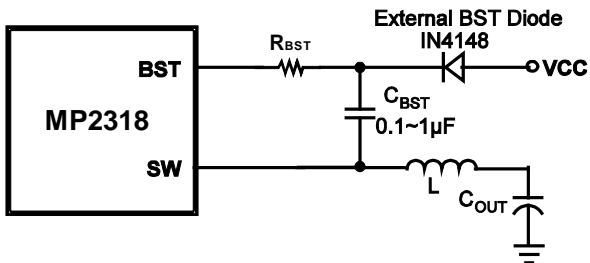 External BST Diode
IN4148
RBST
BST
VCC
CBST
MP2318
0.1~1µF
SW
L
COUT